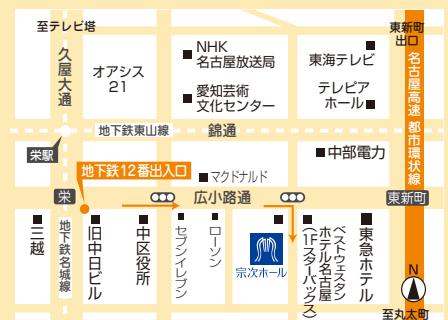 至テレビ塔
東新町
出口
久屋大通
オアシス
21
NHK
名古屋放送局
愛知芸術
文化センター
東海テレビ
テレピア
ホール
名古屋高速 都市環状線
地下鉄東山線
錦通
栄駅
中部電力
地下鉄12番出入口
マクドナルド
栄
広小路通
東新町
三越
地下鉄名城線
旧中日ビル
中区役所
セブンイレブン
ローソン
宗次ホール
ベストウェスタン
ホテル名古屋
(1Fスターバックス)
東急ホテル
N
至丸太町